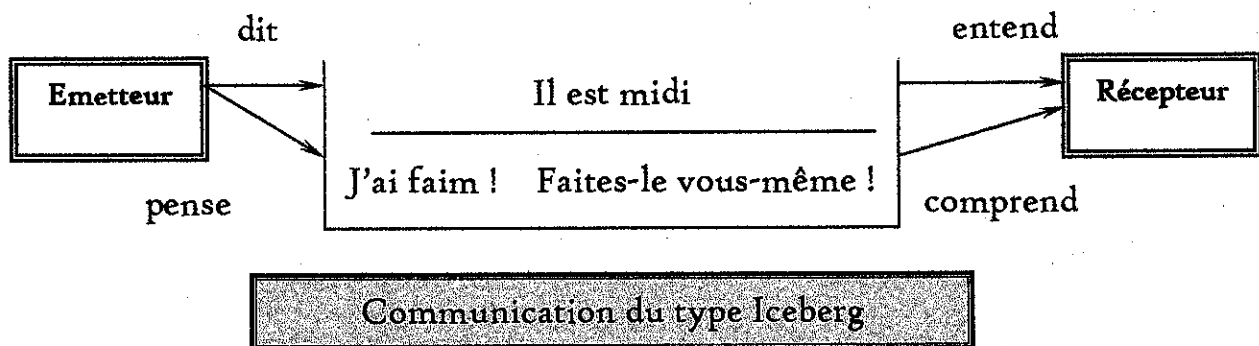 dit entend
Emetteur Il est midi Récepteur
J'ai faim ! Faites-le vous-même !
pense comprend
Communication du type Iceberg